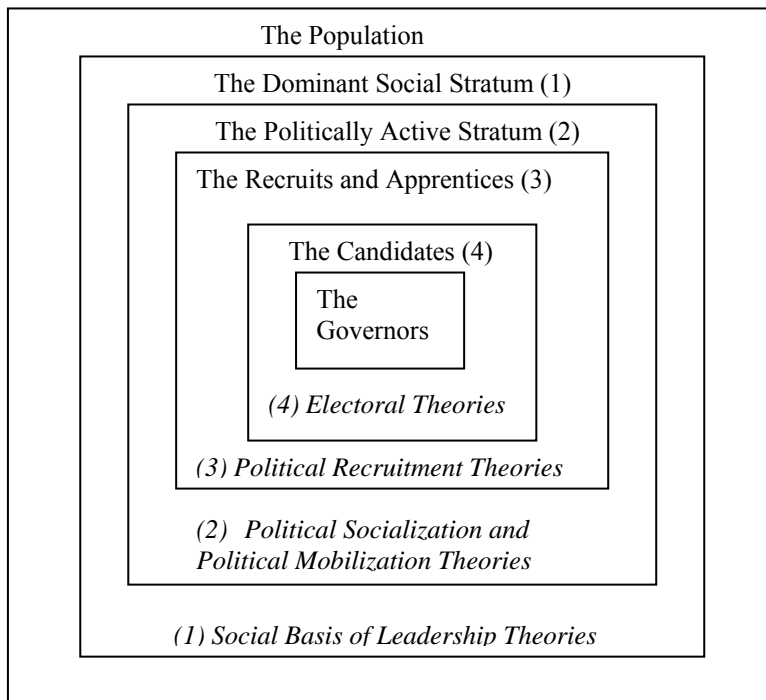 The Population
The Dominant Social Stratum (1)
The Politically Active Stratum (2)
The Recruits and Apprentices (3)
The Candidates (4)
The
Governors
(4) Electoral Theories
(3) Political Recruitment Theories
(2) Political Socialization and
Political Mobilization Theories
(1) Social Basis of Leadership Theories